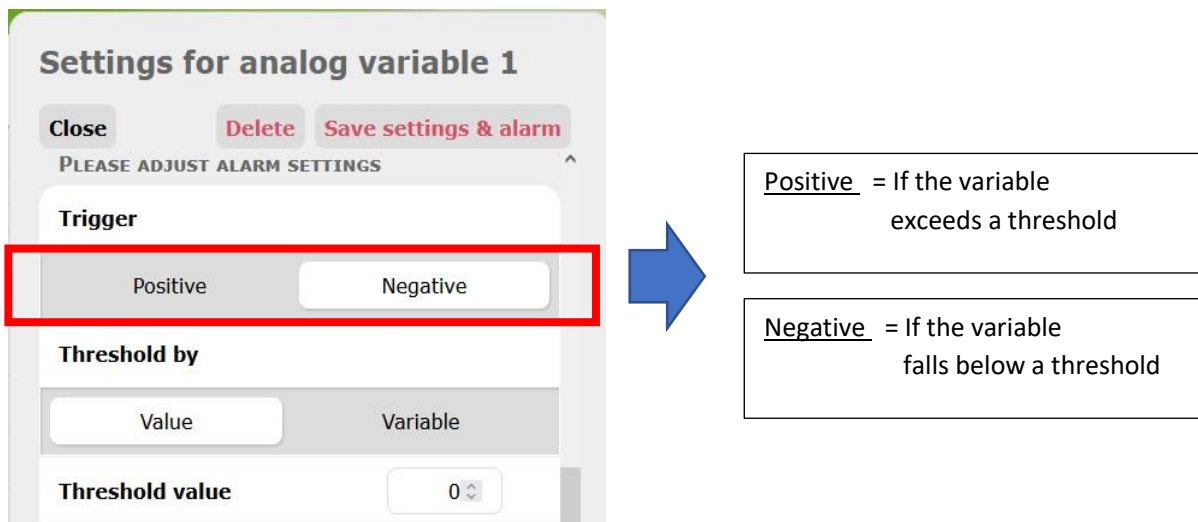 Settings for analog variable 1
Close Delete Save settings & alarm
PLEASE ADJUST ALARM SETTINGS
Trigger
Positive Negative
Threshold by
Value Variable
Threshold value 0
Positive = If the variable
exceeds a threshold
Negative = If the variable
falls below a threshold